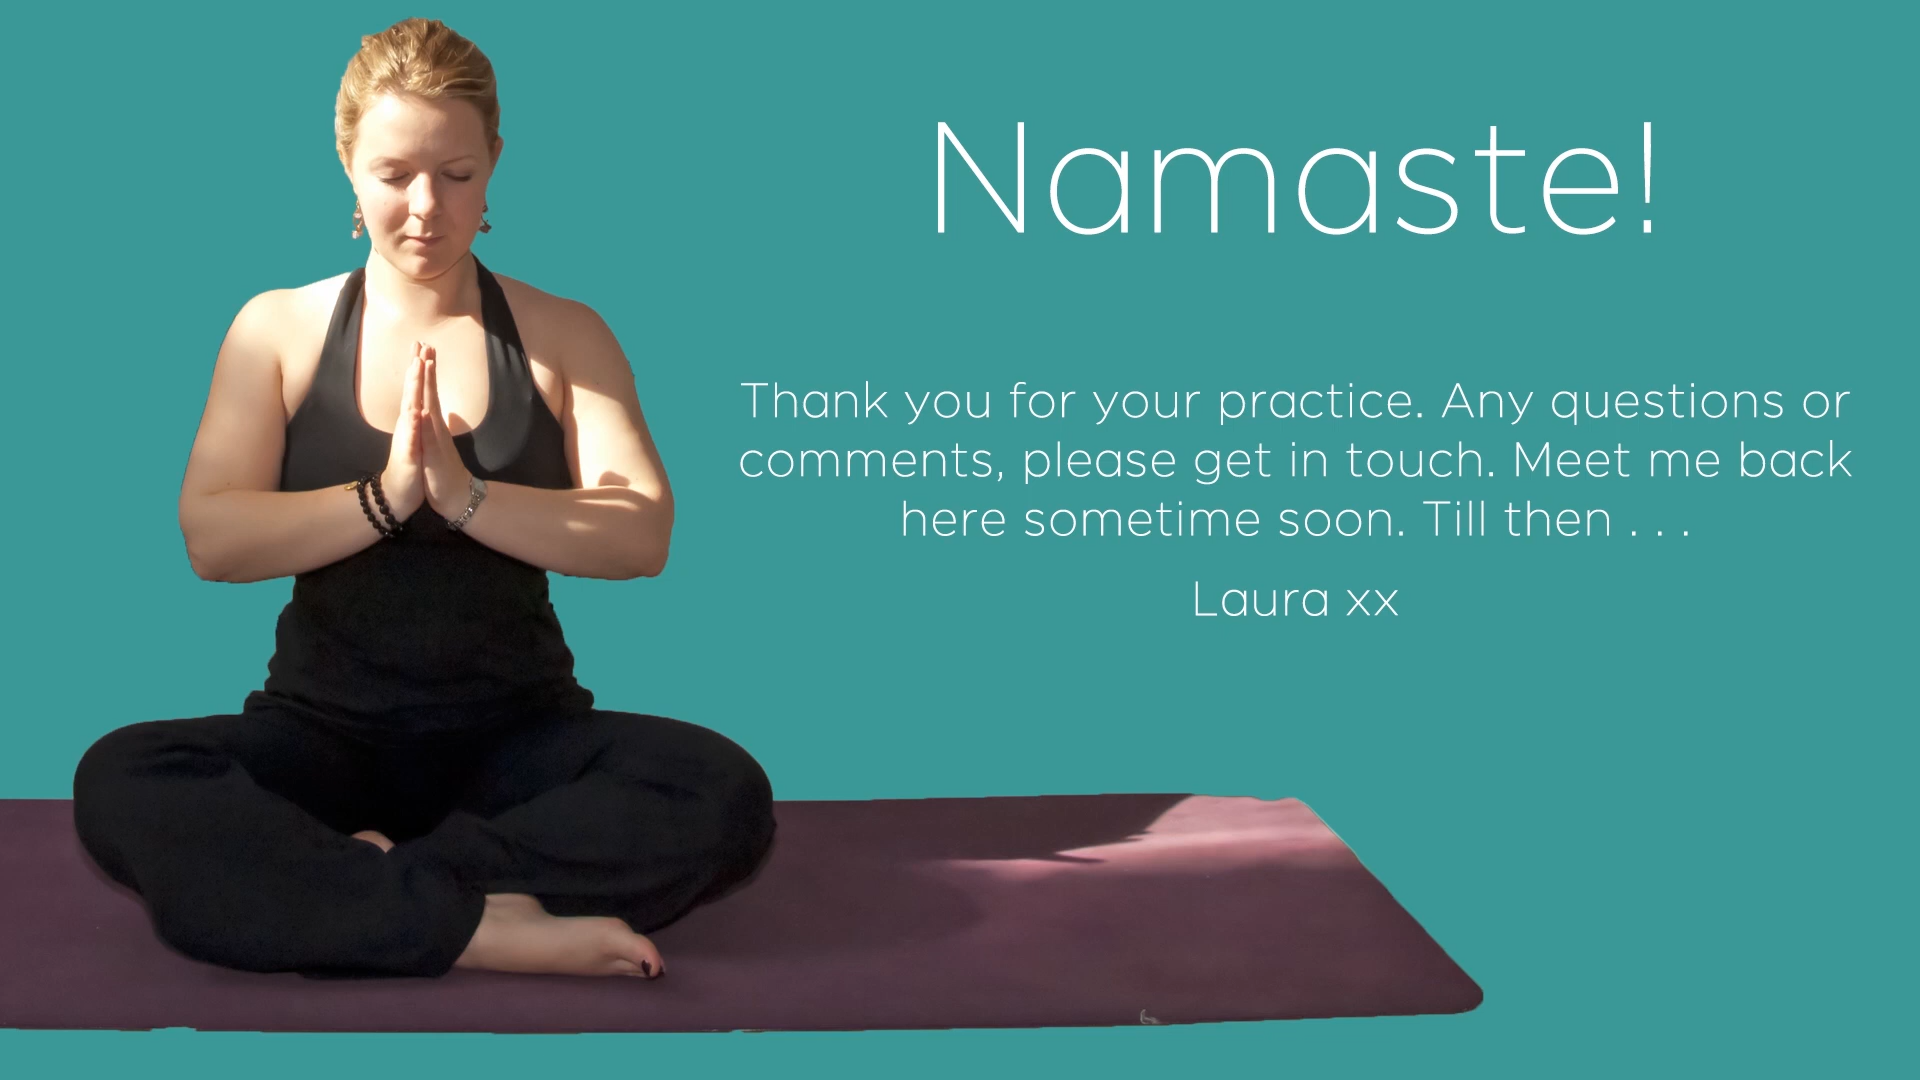 Namaste!
Thank you for your practice. Any questions or
comments, please get in touch. Meet me back
here sometime soon. Till then . . .
Laura xx